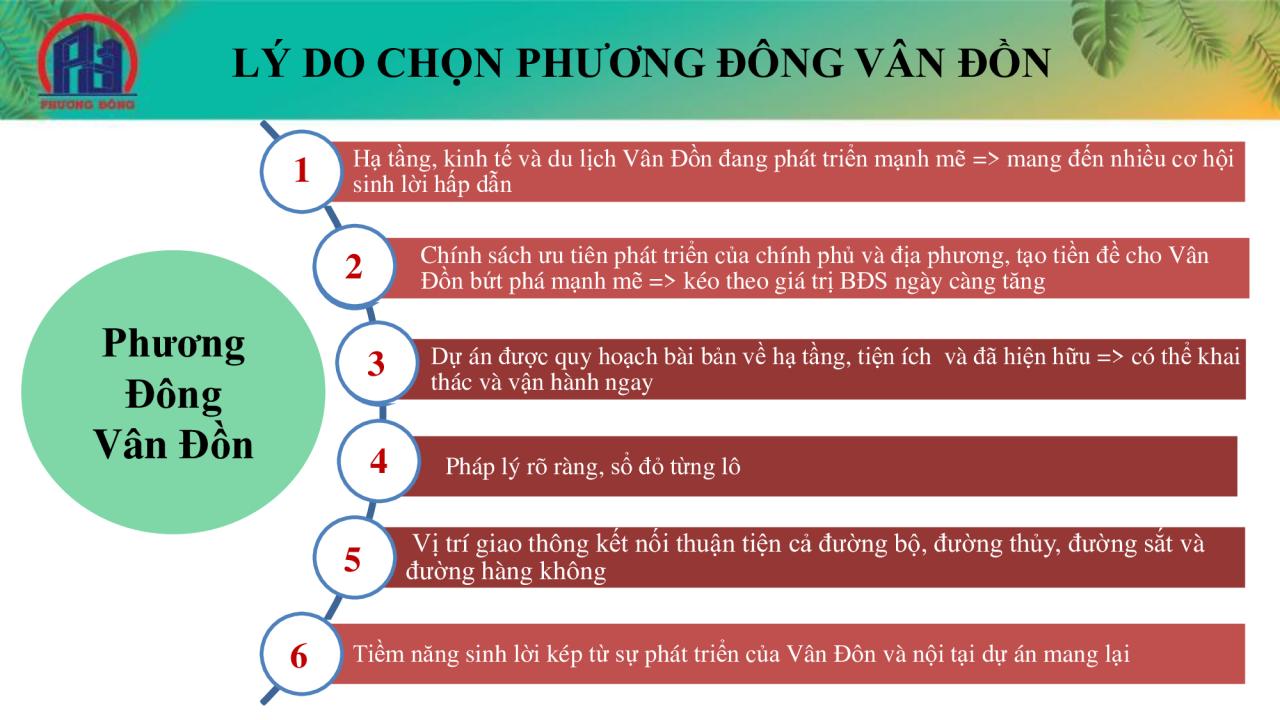 PHƯƠNG ĐÔNG
LÝ DO CHỌN PHƯƠNG ĐÔNG VÂN ĐỒN
Phương
Đông
Vân Đồn
1
Hạ tầng, kinh tế và du lịch Vân Đồn đang phát triển mạnh mẽ => mang đến nhiều cơ hội
sinh lời hấp dẫn
2
Chính sách ưu tiên phát triển của chính phủ và địa phương, tạo tiền đề cho Vân
Đồn bứt phá mạnh mẽ => kéo theo giá trị BĐS ngày càng tăng
3
Dự án được quy hoạch bài bản về hạ tầng, tiện ích và đã hiện hữu => có thể khai
thác và vận hành ngay
4
Pháp lý rõ ràng, sổ đỏ từng lô
5
Vị trí giao thông kết nối thuận tiện cả đường bộ, đường thủy, đường sắt và
đường hàng không
6
Tiềm năng sinh lời kép từ sự phát triển của Vân Đôn và nội tại dự án mang lại